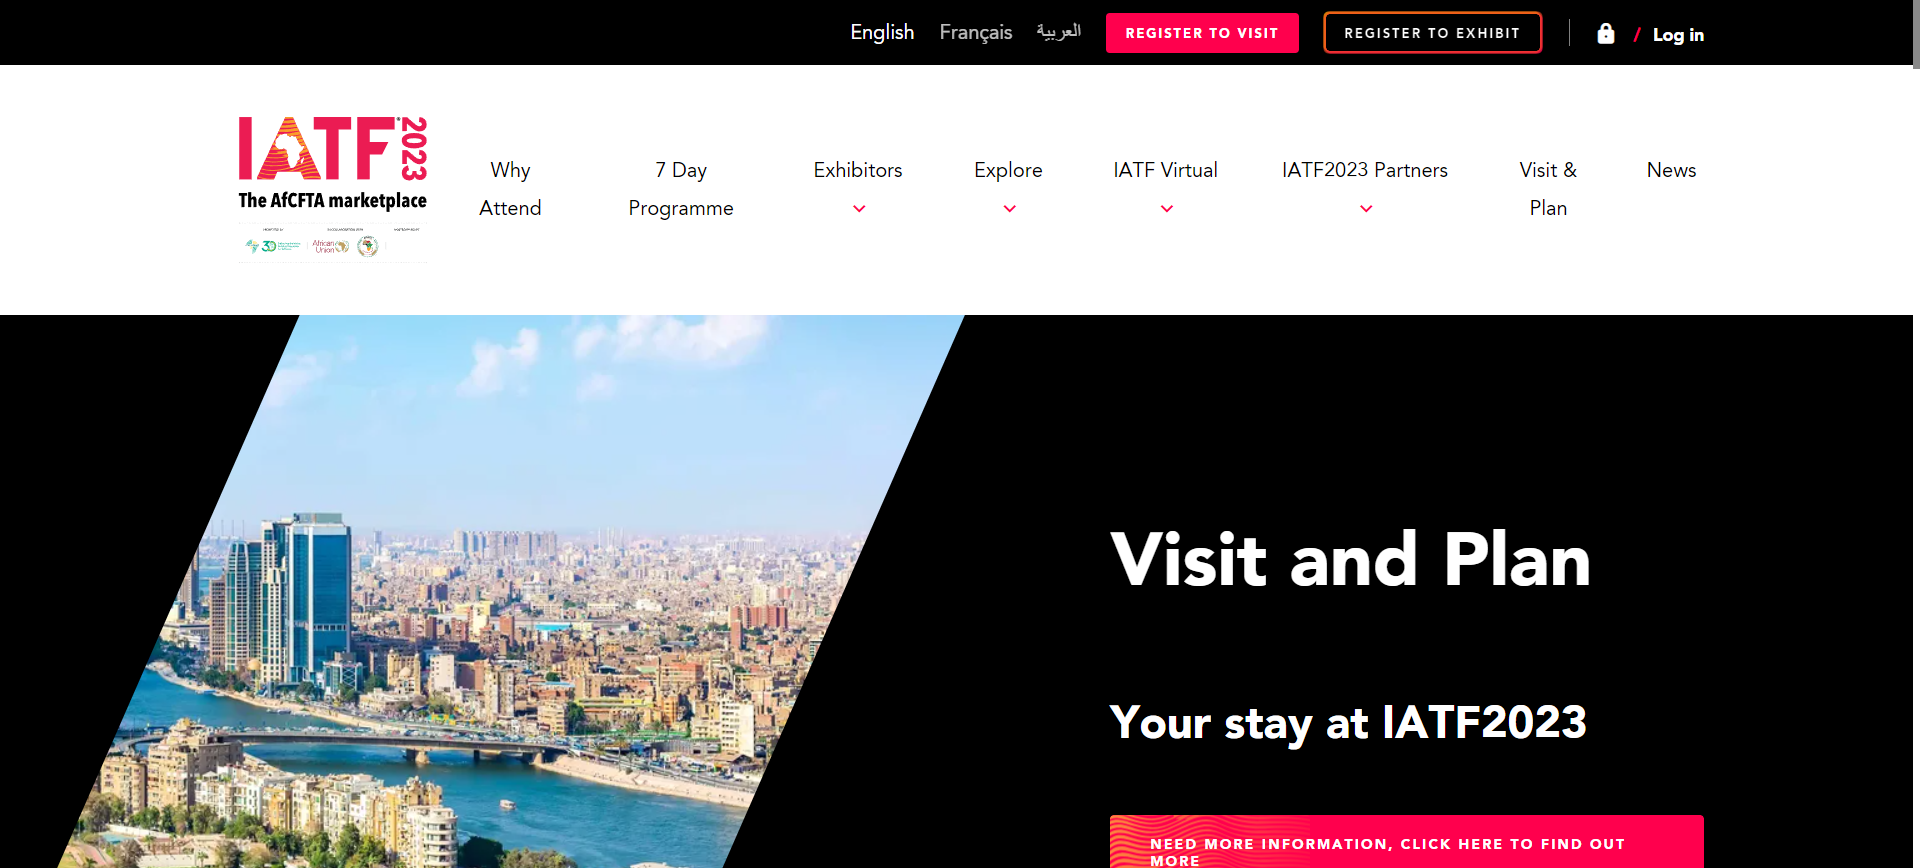 English Français العربية REGISTER TO VISIT REGISTER TO EXHIBIT / Log in
IATF 2023
The AfCFTA marketplace
African
Union
Why
Attend
7 Day
Programme
Exhibitors
Explore
IATF Virtual
IATF2023 Partners
Visit &
Plan
News
Visit and Plan
Your stay at IATF2023
NEED MORE INFORMATION, CLICK HERE TO FIND OUT
MORE